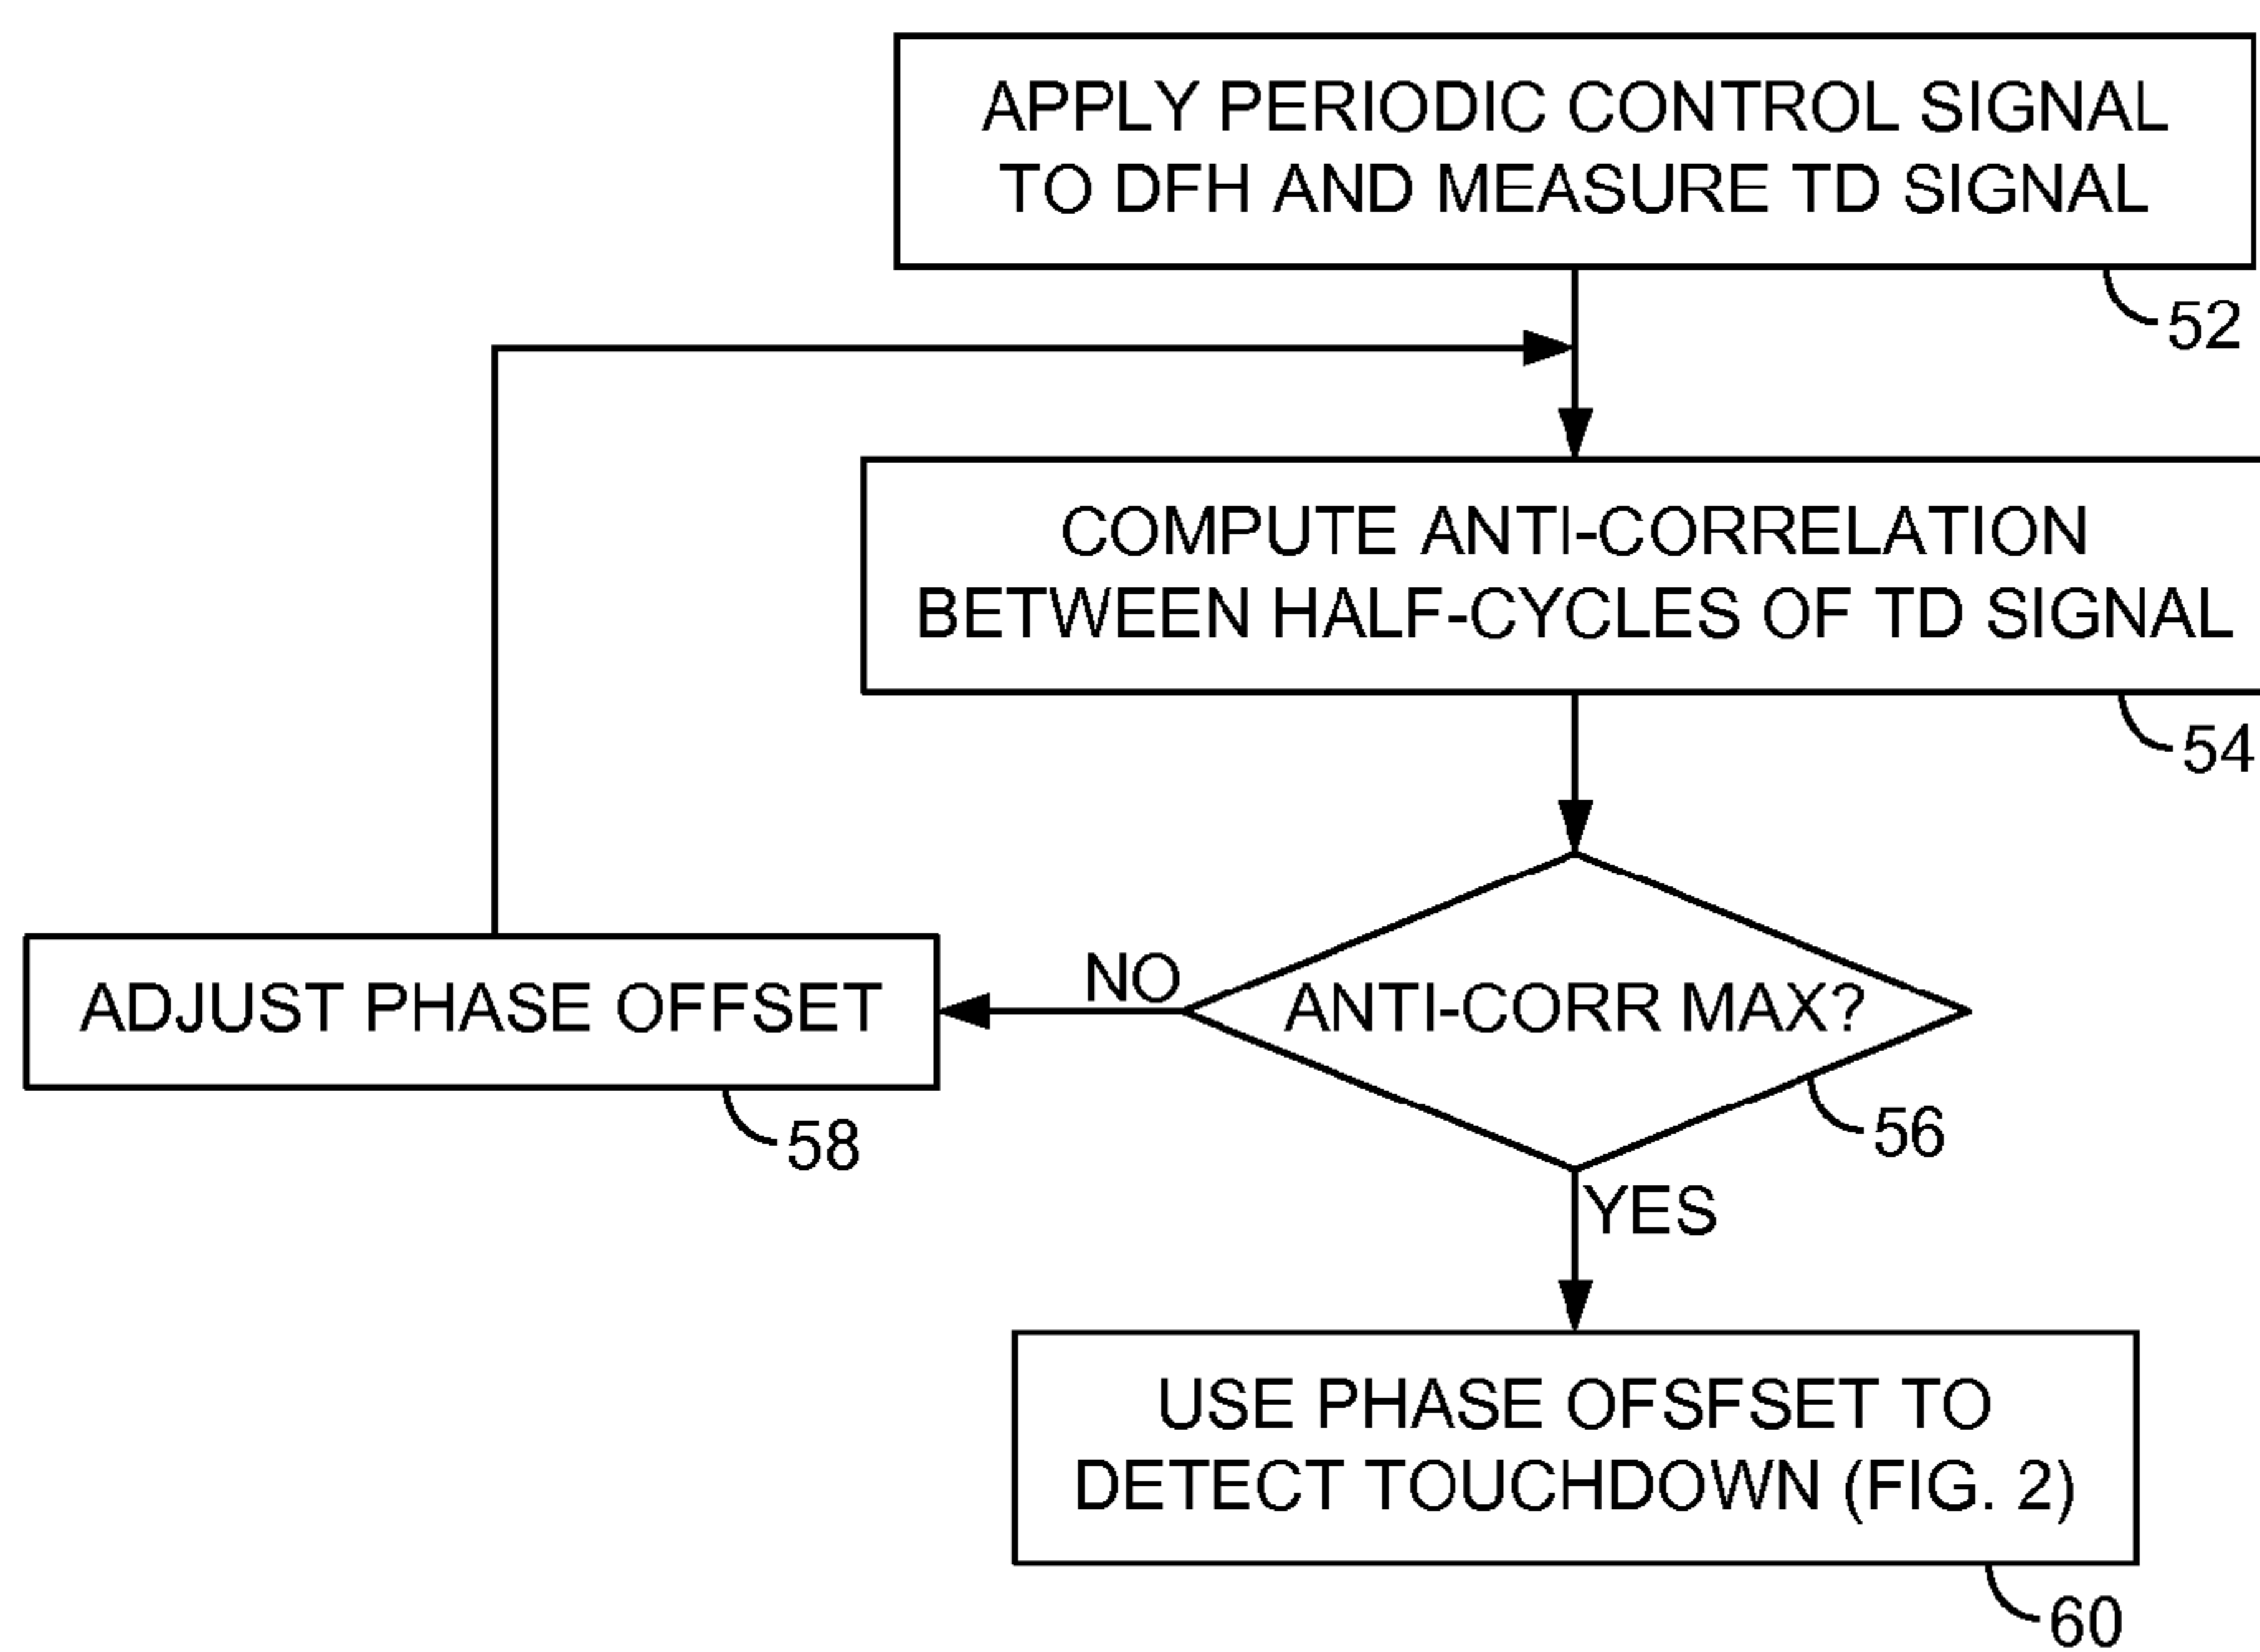 APPLY PERIODIC CONTROL SIGNAL
TO DFH AND MEASURE TD SIGNAL
52
COMPUTE ANTI-CORRELATION
BETWEEN HALF-CYCLES OF TD SIGNAL
54
ANTI-CORR MAX?
56
NO
ADJUST PHASE OFFSET
58
YES
USE PHASE OFSFSET TO
DETECT TOUCHDOWN (FIG. 2)
60